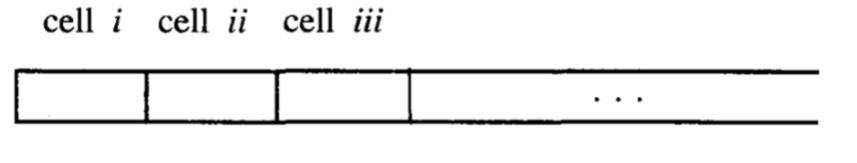 cell i cell ii cell iii
. . .